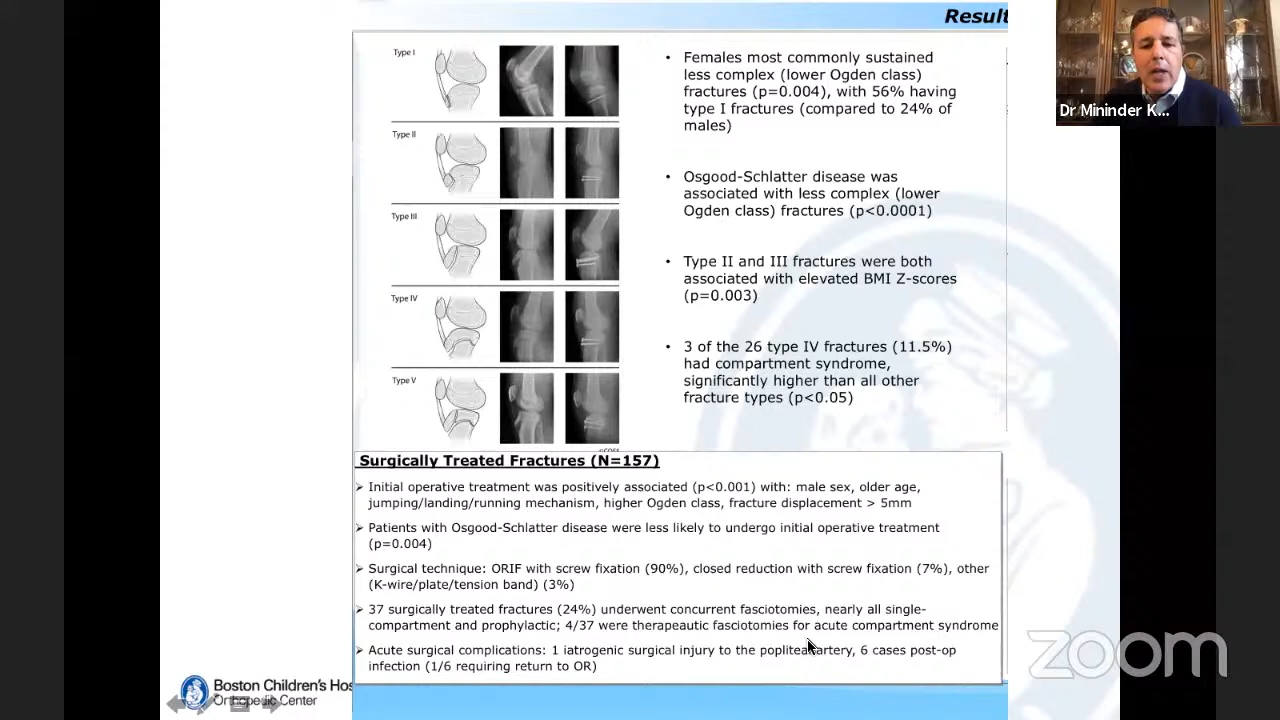 Result
Type I
Type II
Type III
Type IV
Type V
• Females most commonly sustained
less complex (lower Ogden class)
fractures (p=0.004), with 56% having
type I fractures (compared to 24% of
males)
• Osgood-Schlatter disease was
associated with less complex (lower
Ogden class) fractures (p<0.0001)
• Type II and III fractures were both
associated with elevated BMI Z-scores
(p=0.003)
• 3 of the 26 type IV fractures (11.5%)
had compartment syndrome,
significantly higher than all other
fracture types (p<0.05)
Surgically Treated Fractures (N=157)
➢ Initial operative treatment was positively associated (p<0.001) with: male sex, older age,
jumping/landing/running mechanism, higher Ogden class, fracture displacement > 5mm
➢ Patients with Osgood-Schlatter disease were less likely to undergo initial operative treatment
(p=0.004)
➢ Surgical technique: ORIF with screw fixation (90%), closed reduction with screw fixation (7%), other
(K-wire/plate/tension band) (3%)
➢ 37 surgically treated fractures (24%) underwent concurrent fasciotomies, nearly all single-
compartment and prophylactic; 4/37 were therapeutic fasciotomies for acute compartment syndrome
➢ Acute surgical complications: 1 iatrogenic surgical injury to the popliteal artery, 6 cases post-op
infection (1/6 requiring return to OR)
Boston Children's Hos
Orthopedic Center
Dr Mininder K...
zoom